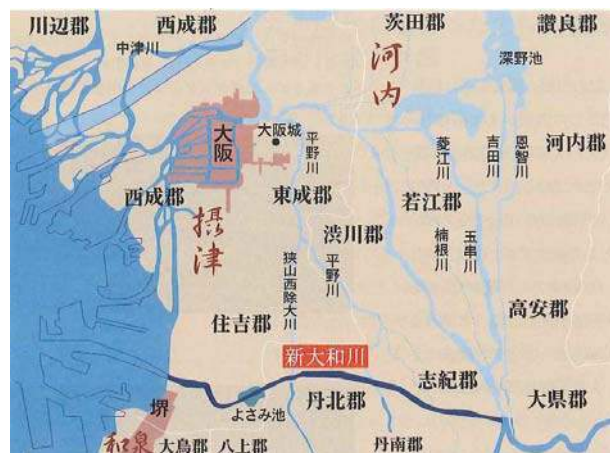 川辺郡
西成郡
茨田郡
讃良郡
中津川
河内
深野池
大阪
大阪城
平野川
菱江川
吉田川
恩智川
河内郡
西成郡
摂津
東成郡
若江郡
渋川郡
楠根川
玉串川
狭山西除大川
平野川
高安郡
住吉郡
新大和川
志紀郡
大県郡
堺
よさみ池
丹北郡
和泉
大鳥郡
八上郡
丹南郡